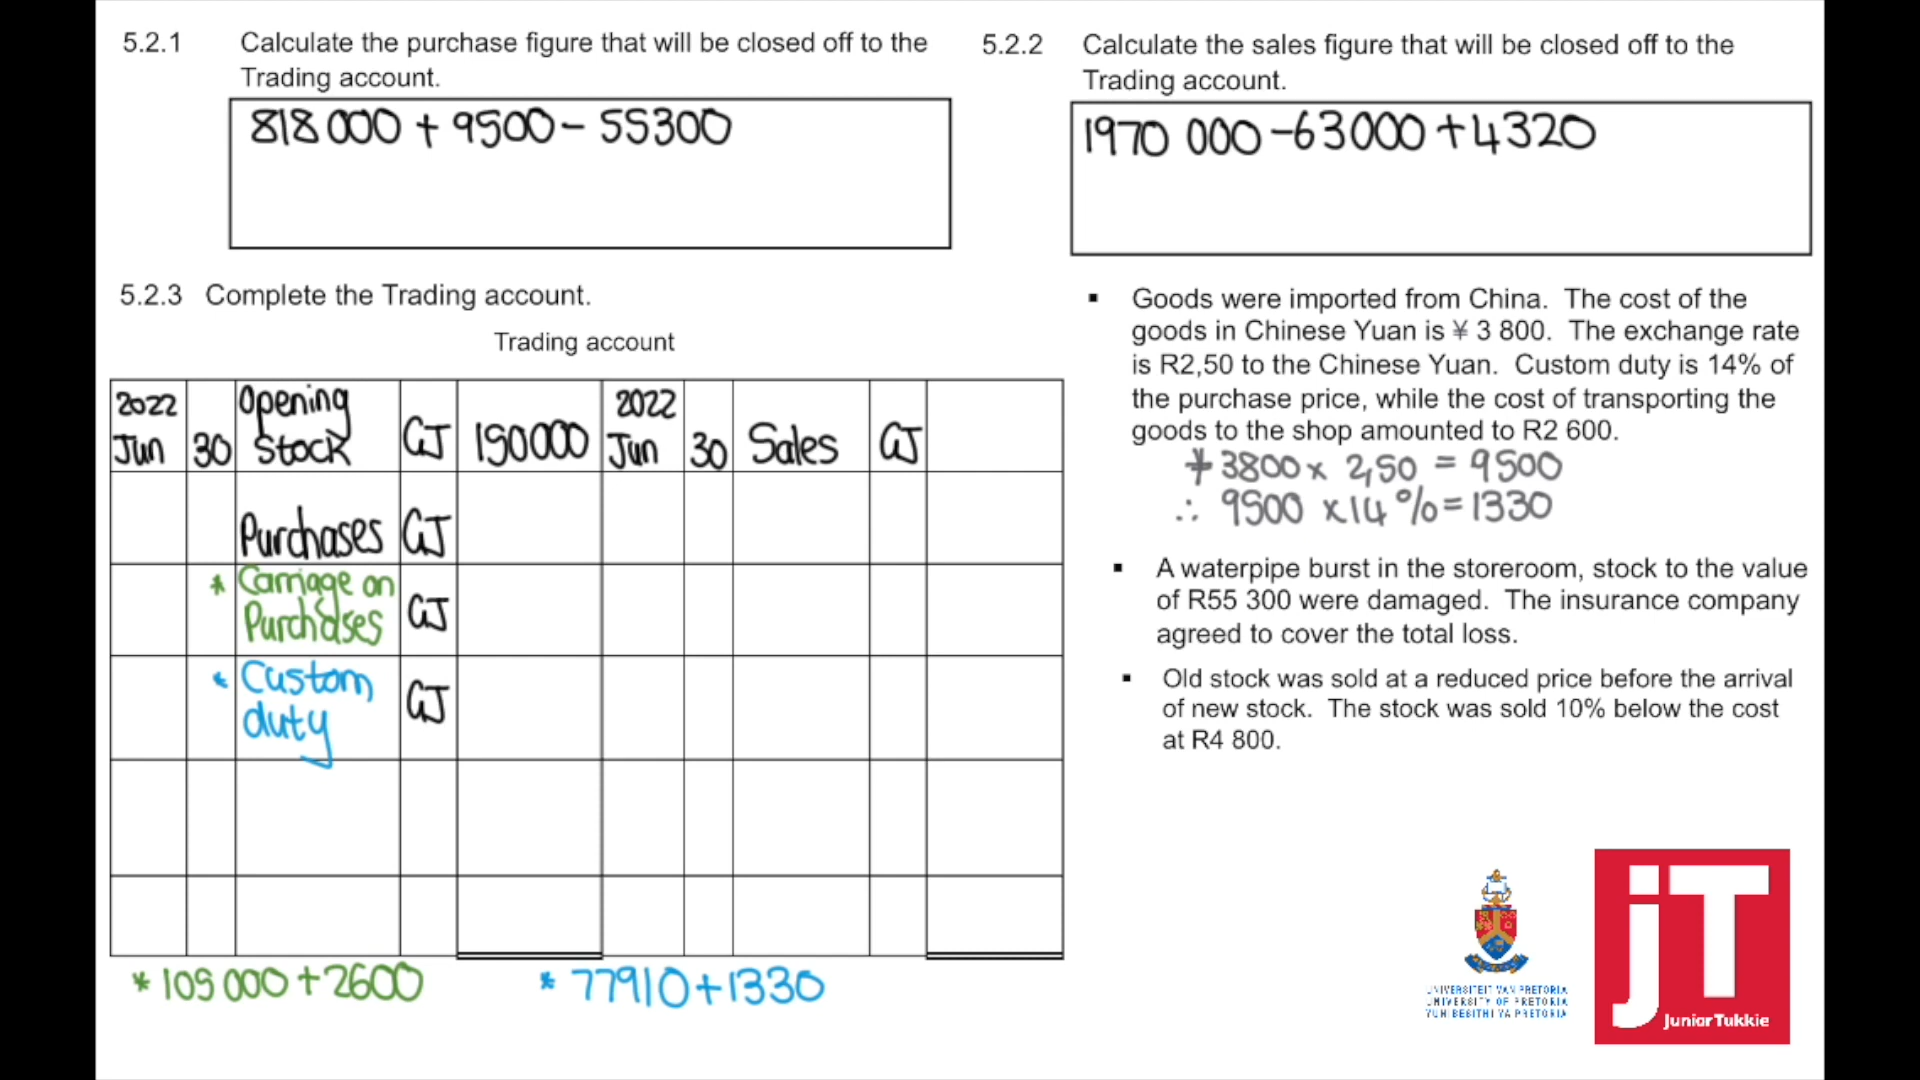 5.2.1 Calculate the purchase figure that will be closed off to the
Trading account.
818 000 + 9500 - 55300
5.2.2 Calculate the sales figure that will be closed off to the
Trading account.
1970 000 - 63000 + 4320
5.2.3 Complete the Trading account.
Trading account
2022 Jun 30 Opening Stock GJ 190000 2022 Jun 30 Sales GJ
Purchases GJ
* Carriage on Purchases GJ
* Custom duty GJ
* 105 000 + 2600
* 77910 + 1330
▪ Goods were imported from China. The cost of the
goods in Chinese Yuan is ¥ 3 800. The exchange rate
is R2,50 to the Chinese Yuan. Custom duty is 14% of
the purchase price, while the cost of transporting the
goods to the shop amounted to R2 600.
¥ 3800 x 2,50 = 9500
∴ 9500 x 14 % = 1330
▪ A waterpipe burst in the storeroom, stock to the value
of R55 300 were damaged. The insurance company
agreed to cover the total loss.
▪ Old stock was sold at a reduced price before the arrival
of new stock. The stock was sold 10% below the cost
at R4 800.
UNIVERSITEIT VAN PRETORIA
UNIVERSITY OF PRETORIA
YUNIBESITHI YA PRETORIA
jT
JuniorTukkie